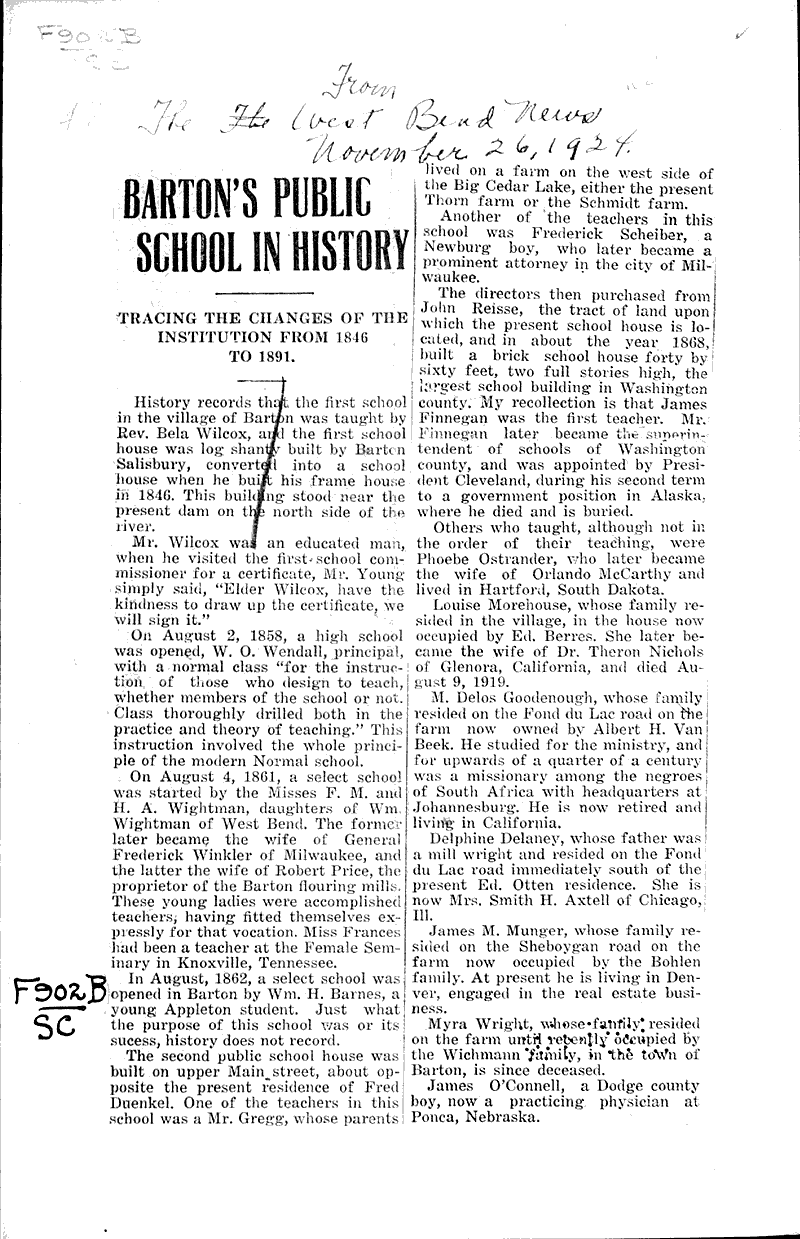 F902B
SC
From
The The West Bend News
November 26, 1924.
BARTON'S PUBLIC
SCHOOL IN HISTORY
TRACING THE CHANGES OF THE
INSTITUTION FROM 1846
TO 1891.
History records that the first school
in the village of Barton was taught by
Rev. Bela Wilcox, and the first school
house was log shanty built by Barton
Salisbury, converted into a school
house when he built his frame house
in 1846. This building stood near the
present dam on the north side of the
river.
Mr. Wilcox was an educated man,
when he visited the first school com-
missioner for a certificate, Mr. Young
simply said, "Elder Wilcox, have the
kindness to draw up the certificate, we
will sign it."
On August 2, 1858, a high school
was opened, W. O. Wendall, principal,
with a normal class "for the instruc-
tion of those who design to teach,
whether members of the school or not.
Class thoroughly drilled both in the
practice and theory of teaching." This
instruction involved the whole princi-
ple of the modern Normal school.
On August 4, 1861, a select school
was started by the Misses F. M. and
H. A. Wightman, daughters of Wm.
Wightman of West Bend. The former
later became the wife of General
Frederick Winkler of Milwaukee, and
the latter the wife of Robert Price, the
proprietor of the Barton flouring mills.
These young ladies were accomplished
teachers, having fitted themselves ex-
pressly for that vocation. Miss Frances
had been a teacher at the Female Sem-
inary in Knoxville, Tennessee.
In August, 1862, a select school was
opened in Barton by Wm. H. Barnes, a
young Appleton student. Just what
the purpose of this school was or its
sucess, history does not record.
The second public school house was
built on upper Main street, about op-
posite the present residence of Fred
Duenkel. One of the teachers in this
school was a Mr. Gregg, whose parents
F902B
SC
lived on a farm on the west side of
the Big Cedar Lake, either the present
Thorn farm or the Schmidt farm.
Another of the teachers in this
school was Frederick Scheiber, a
Newburg boy, who later became a
prominent attorney in the city of Mil-
waukee.
The directors then purchased from
John Reisse, the tract of land upon
which the present school house is lo-
cated, and in about the year 1868,
built a brick school house forty by
sixty feet, two full stories high, the
largest school building in Washington
county. My recollection is that James
Finnegan was the first teacher. Mr.
Finnegan later became the superin-
tendent of schools of Washington
county, and was appointed by Presi-
dent Cleveland, during his second term
to a government position in Alaska,
where he died and is buried.
Others who taught, although not in
the order of their teaching, were
Phoebe Ostrander, who later became
the wife of Orlando McCarthy and
lived in Hartford, South Dakota.
Louise Morehouse, whose family re-
sided in the village, in the house now
occupied by Ed. Berres. She later be-
came the wife of Dr. Theron Nichols
of Glenora, California, and died Au-
gust 9, 1919.
M. Delos Goodenough, whose family
resided on the Fond du Lac road on the
farm now owned by Albert H. Van
Beek. He studied for the ministry, and
for upwards of a quarter of a century
was a missionary among the negroes
of South Africa with headquarters at
Johannesburg. He is now retired and
living in California.
Delphine Delaney, whose father was
a mill wright and resided on the Fond
du Lac road immediately south of the
present Ed. Otten residence. She is
now Mrs. Smith H. Axtell of Chicago,
Ill.
James M. Munger, whose family re-
sided on the Sheboygan road on the
farm now occupied by the Bohlen
family. At present he is living in Den-
ver, engaged in the real estate busi-
ness.
Myra Wright, whose family resided
on the farm until recently occupied by
the Wichmann family, in the town of
Barton, is since deceased.
James O'Connell, a Dodge county
boy, now a practicing physician at
Ponca, Nebraska.